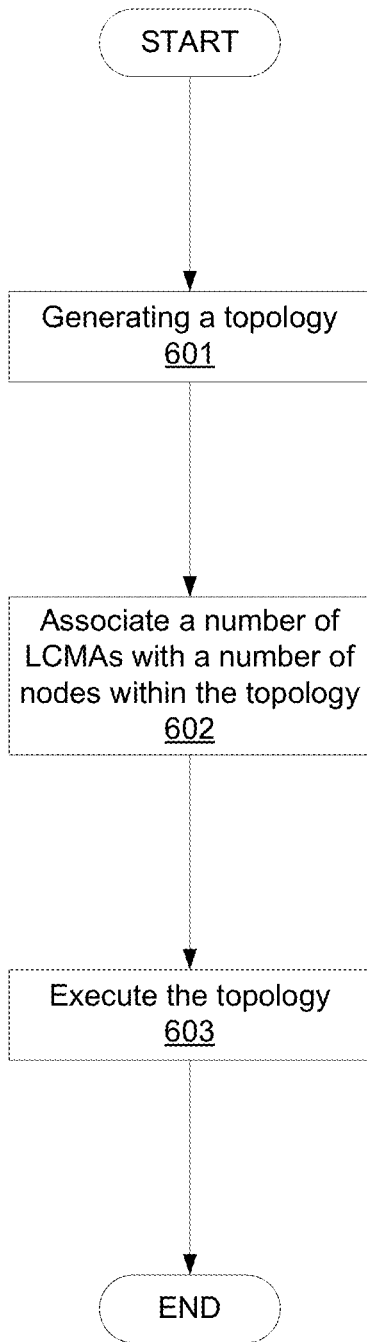 START
Generating a topology
601
Associate a number of
LCMAs with a number of
nodes within the topology
602
Execute the topology
603
END